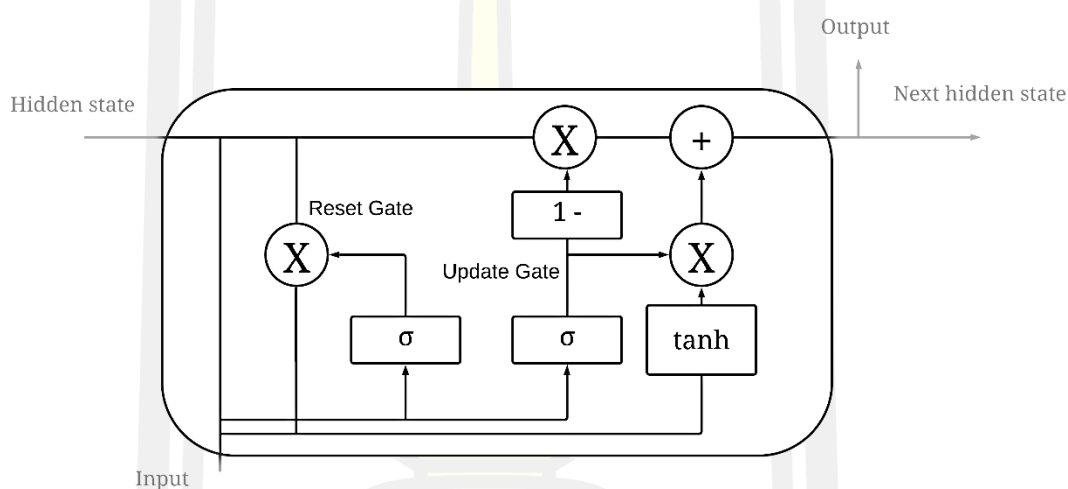 Output
Hidden state
Next hidden state
X
+
1 -
Reset Gate
X
X
Update Gate
σ
σ
tanh
Input